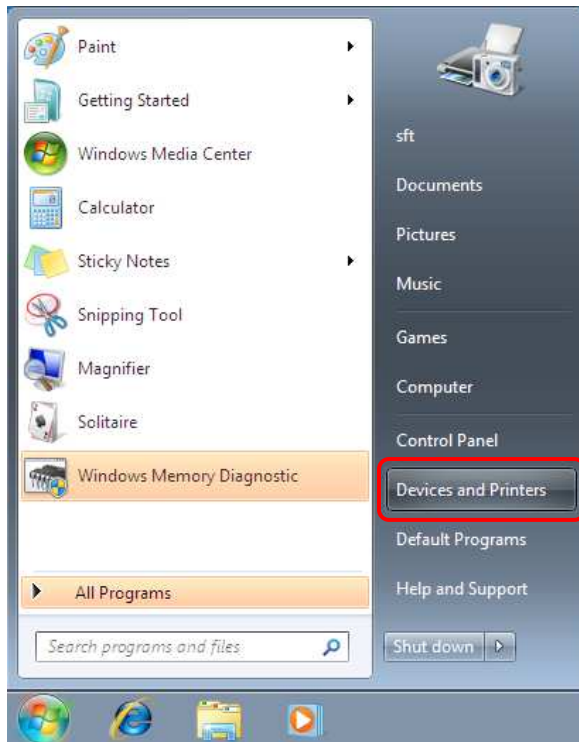 Paint
Getting Started
Windows Media Center
Calculator
Sticky Notes
Snipping Tool
Magnifier
Solitaire
Windows Memory Diagnostic
All Programs
Search programs and files
sft
Documents
Pictures
Music
Games
Computer
Control Panel
Devices and Printers
Default Programs
Help and Support
Shut down